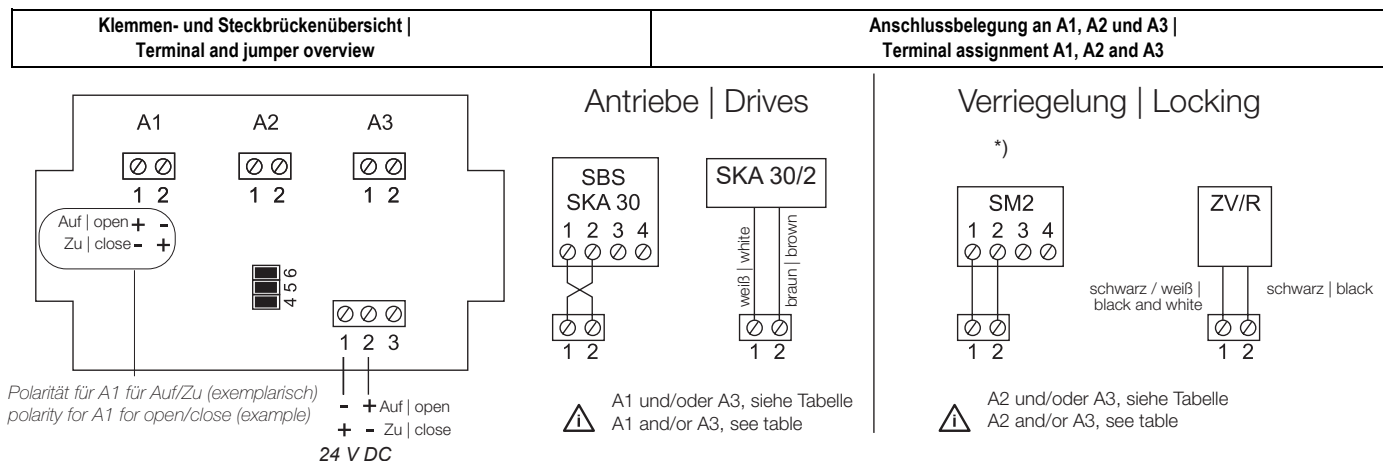 Klemmen- und Steckbrückenübersicht |
Terminal and jumper overview
Anschlussbelegung an A1, A2 und A3 |
Terminal assignment A1, A2 and A3
A1 A2 A3
1 2 1 2 1 2
Auf | open + -
Zu | close - +
4 5 6
1 2 3
- + Auf | open
+ - Zu | close
24 V DC
Polarität für A1 für Auf/Zu (exemplarisch)
polarity for A1 for open/close (example)
Antriebe | Drives
SBS
SKA 30
1 2 3 4
1 2
SKA 30/2
weiß | white
braun | brown
1 2
A1 und/oder A3, siehe Tabelle
A1 and/or A3, see table
Verriegelung | Locking
*)
SM2
1 2 3 4
1 2
ZV/R
schwarz / weiß |
black and white
schwarz | black
1 2
A2 und/oder A3, siehe Tabelle
A2 and/or A3, see table